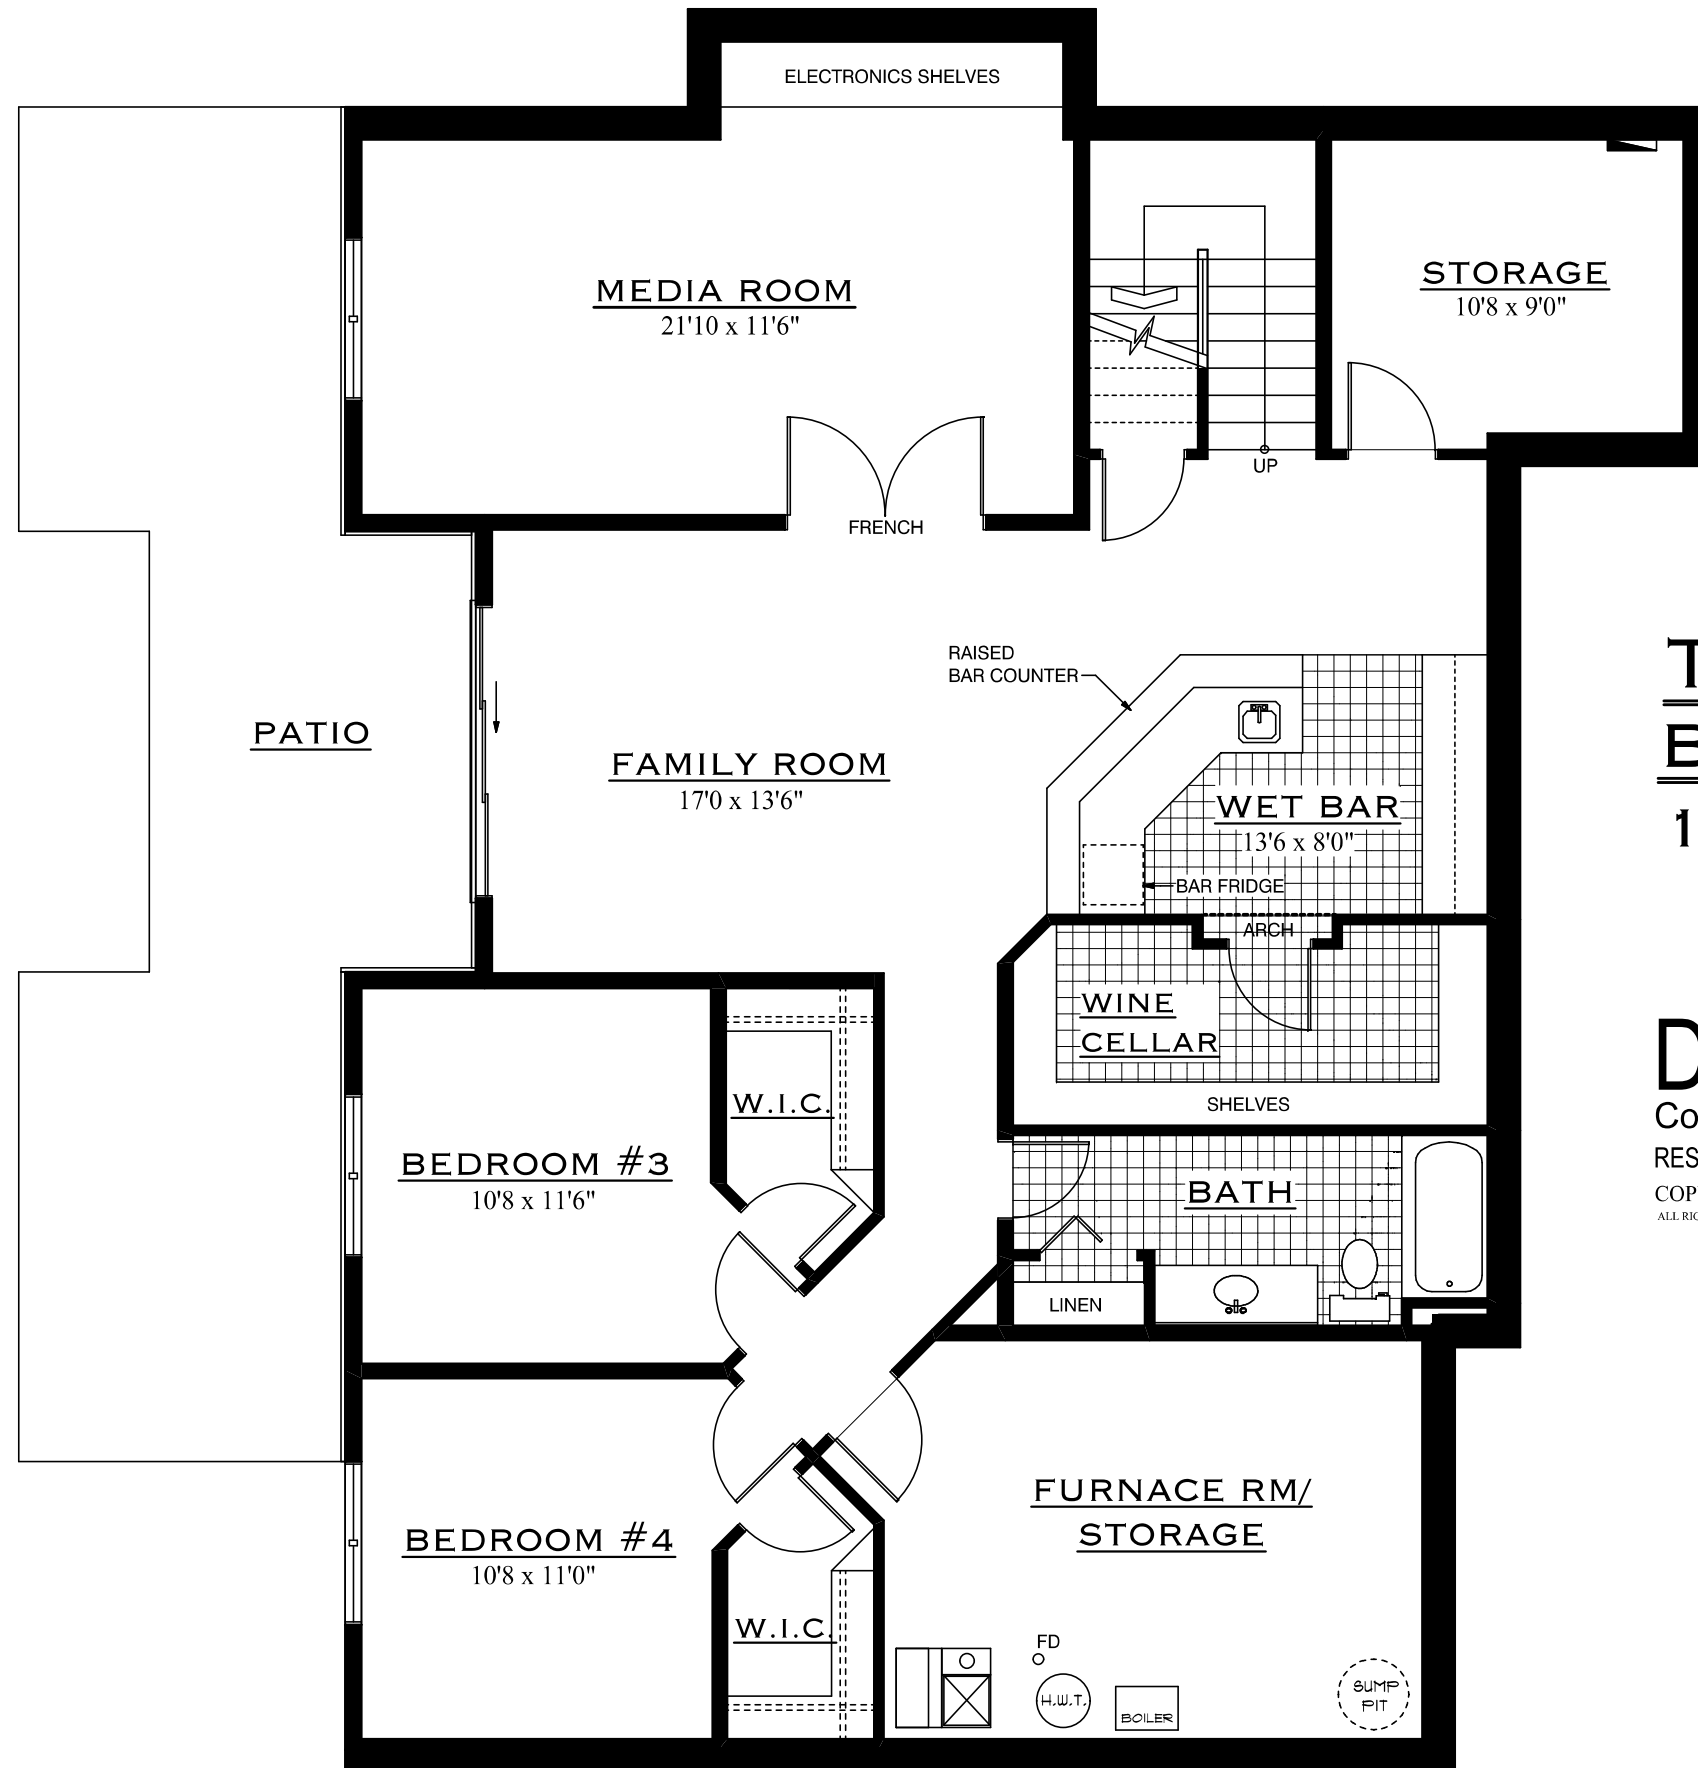 ELECTRONICS SHELVES
MEDIA ROOM
21'10 x 11'6"
STORAGE
10'8 x 9'0"
UP
FRENCH
RAISED
BAR COUNTER
PATIO
FAMILY ROOM
17'0 x 13'6"
WET BAR
13'6 x 8'0"
BAR FRIDGE
ARCH
WINE
CELLAR
SHELVES
W.I.C.
BEDROOM #3
10'8 x 11'6"
BATH
LINEN
FURNACE RM/
STORAGE
BEDROOM #4
10'8 x 11'0"
W.I.C.
FD
H.W.T.
BOILER
SUMP
PIT
T
B
1
D
Co
RES
COP
ALL RIG